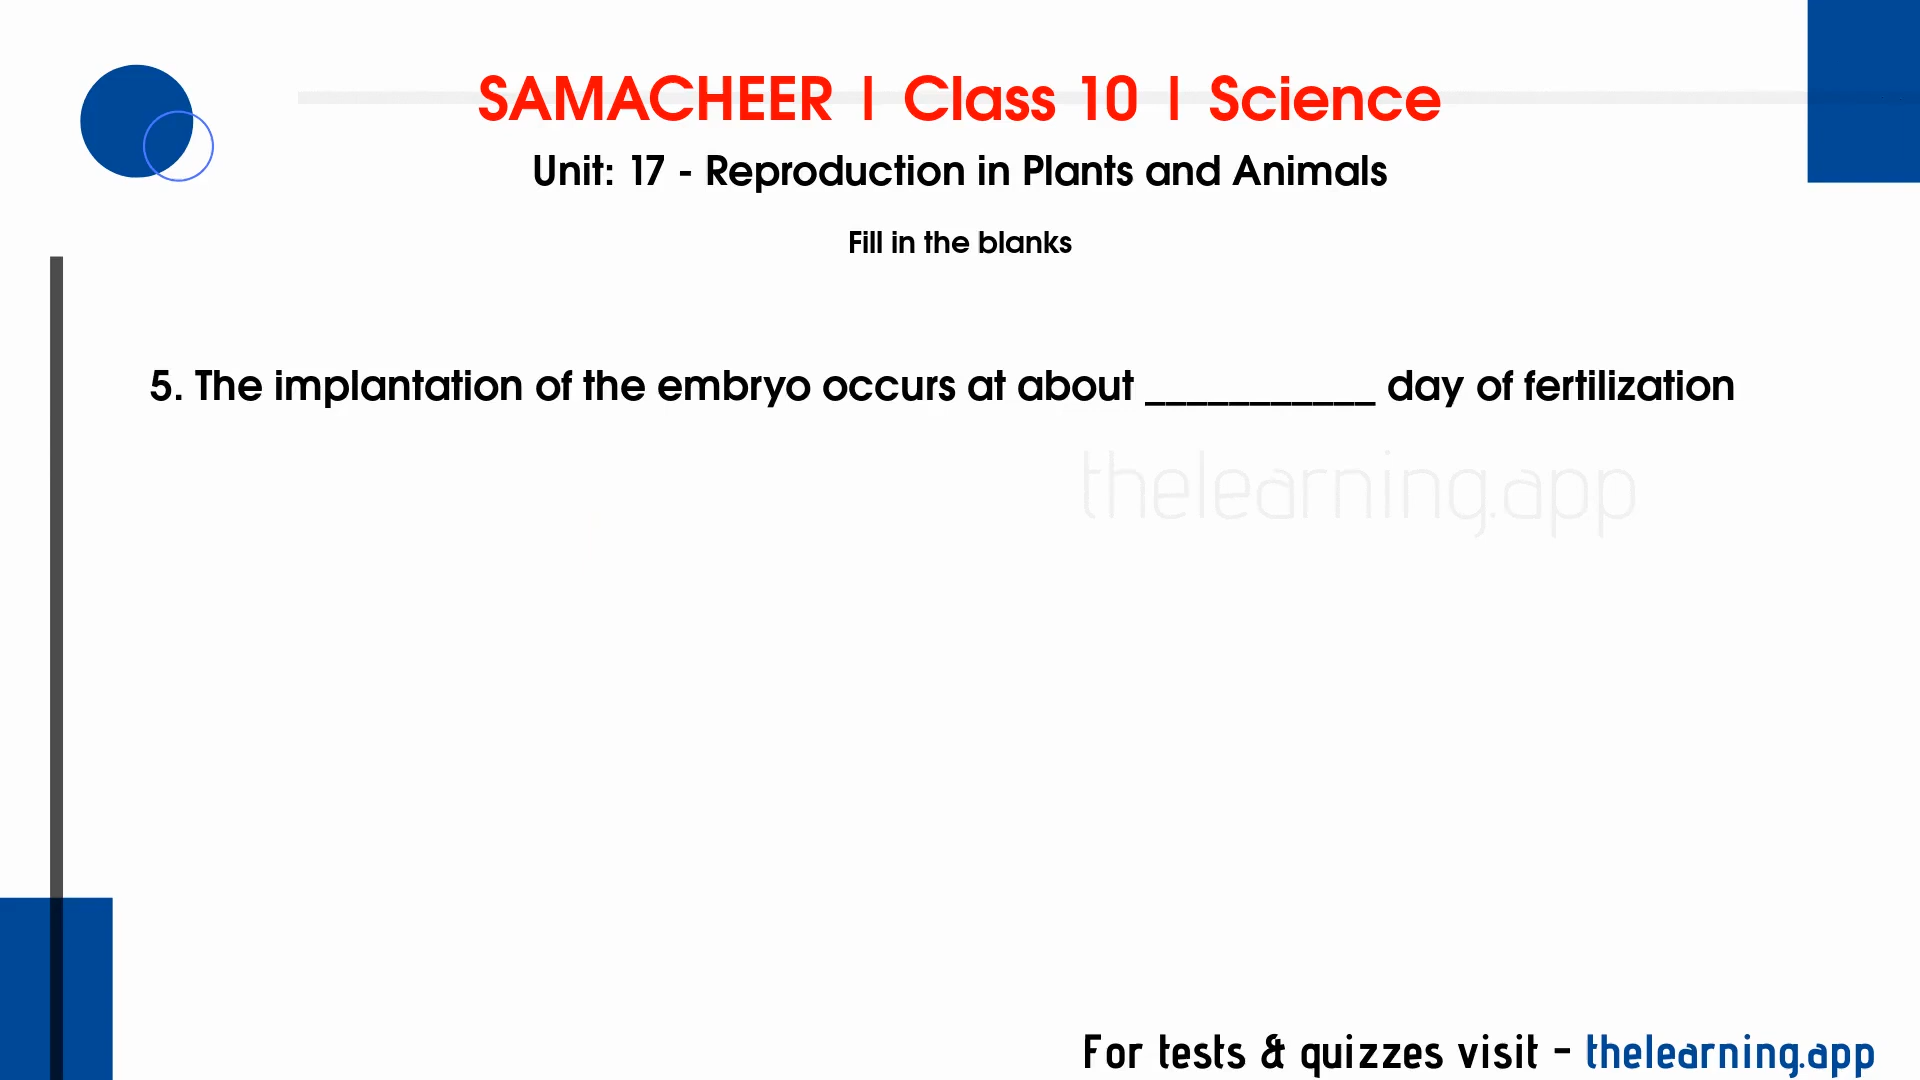 SAMACHEER | Class 10 | Science
Unit: 17 - Reproduction in Plants and Animals
Fill in the blanks
5. The implantation of the embryo occurs at about ___________ day of fertilization
thelearning.app
For tests & quizzes visit - thelearning.app